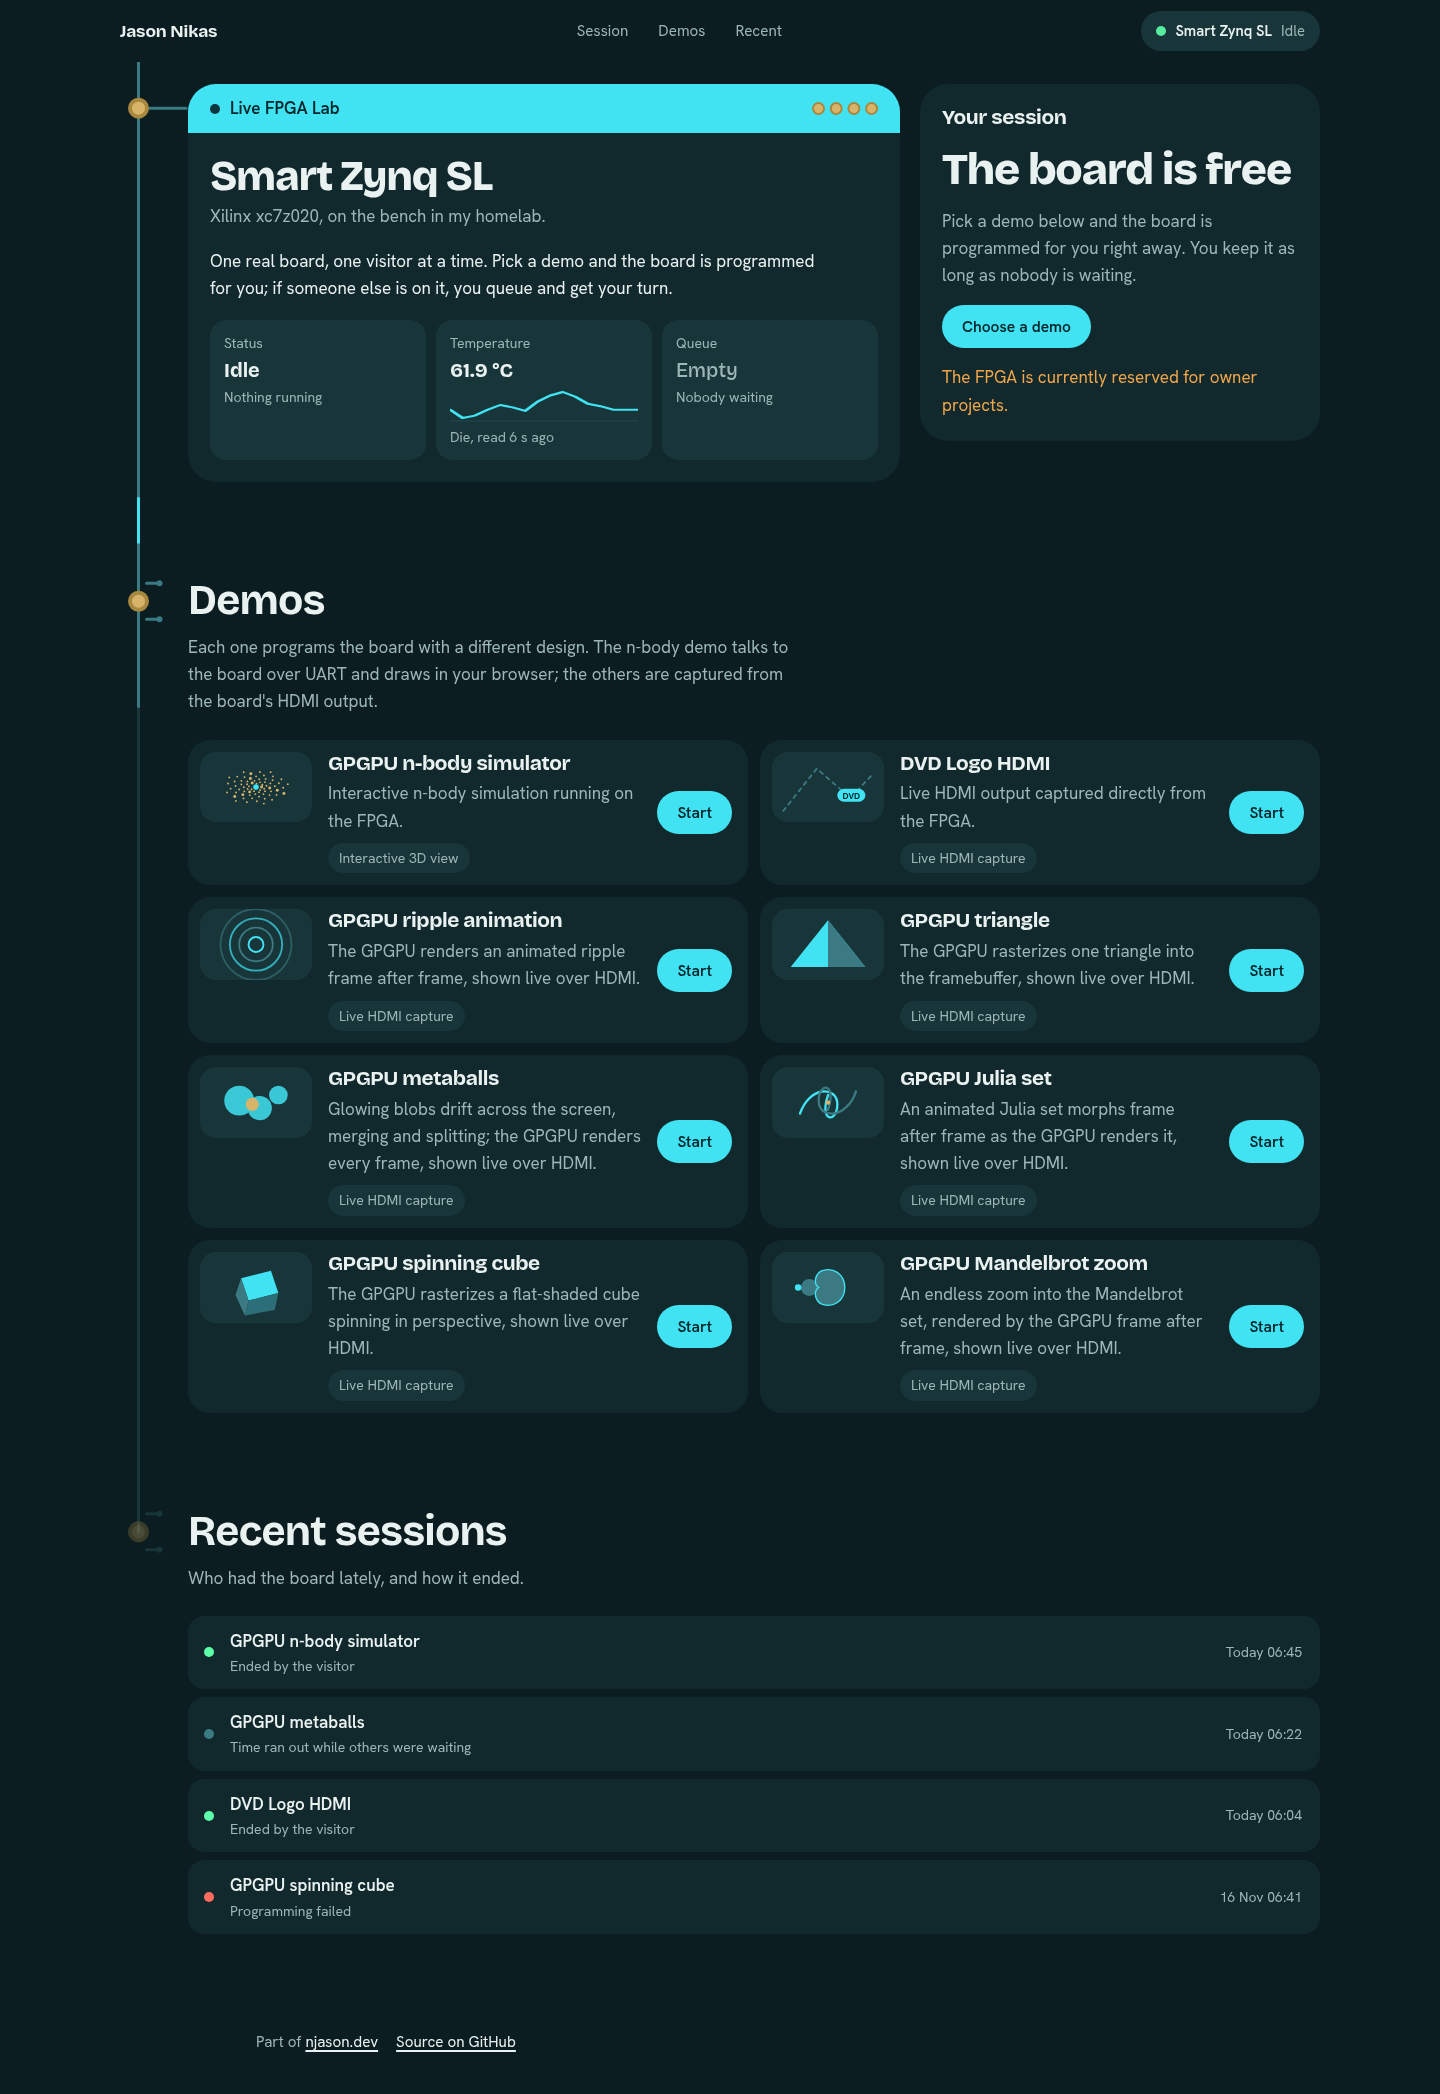 Jason Nikas
Session
Demos
Recent
Smart Zynq SL Idle
Live FPGA Lab
Smart Zynq SL
Xilinx xc7z020, on the bench in my homelab.
One real board, one visitor at a time. Pick a demo and the board is programmed
for you; if someone else is on it, you queue and get your turn.
Status
Idle
Nothing running
Temperature
61.9 °C
Die, read 6 s ago
Queue
Empty
Nobody waiting
Your session
The board is free
Pick a demo below and the board is
programmed for you right away. You keep it as
long as nobody is waiting.
Choose a demo
The FPGA is currently reserved for owner
projects.
Demos
Each one programs the board with a different design. The n-body demo talks to
the board over UART and draws in your browser; the others are captured from
the board's HDMI output.
GPGPU n-body simulator
Interactive n-body simulation running on
the FPGA.
Interactive 3D view
Start
DVD
DVD Logo HDMI
Live HDMI output captured directly from
the FPGA.
Live HDMI capture
Start
GPGPU ripple animation
The GPGPU renders an animated ripple
frame after frame, shown live over HDMI.
Live HDMI capture
Start
GPGPU triangle
The GPGPU rasterizes one triangle into
the framebuffer, shown live over HDMI.
Live HDMI capture
Start
GPGPU metaballs
Glowing blobs drift across the screen,
merging and splitting; the GPGPU renders
every frame, shown live over HDMI.
Live HDMI capture
Start
GPGPU Julia set
An animated Julia set morphs frame
after frame as the GPGPU renders it,
shown live over HDMI.
Live HDMI capture
Start
GPGPU spinning cube
The GPGPU rasterizes a flat-shaded cube
spinning in perspective, shown live over
HDMI.
Live HDMI capture
Start
GPGPU Mandelbrot zoom
An endless zoom into the Mandelbrot
set, rendered by the GPGPU frame after
frame, shown live over HDMI.
Live HDMI capture
Start
Recent sessions
Who had the board lately, and how it ended.
GPGPU n-body simulator
Ended by the visitor
Today 06:45
GPGPU metaballs
Time ran out while others were waiting
Today 06:22
DVD Logo HDMI
Ended by the visitor
Today 06:04
GPGPU spinning cube
Programming failed
16 Nov 06:41
Part of njason.dev Source on GitHub